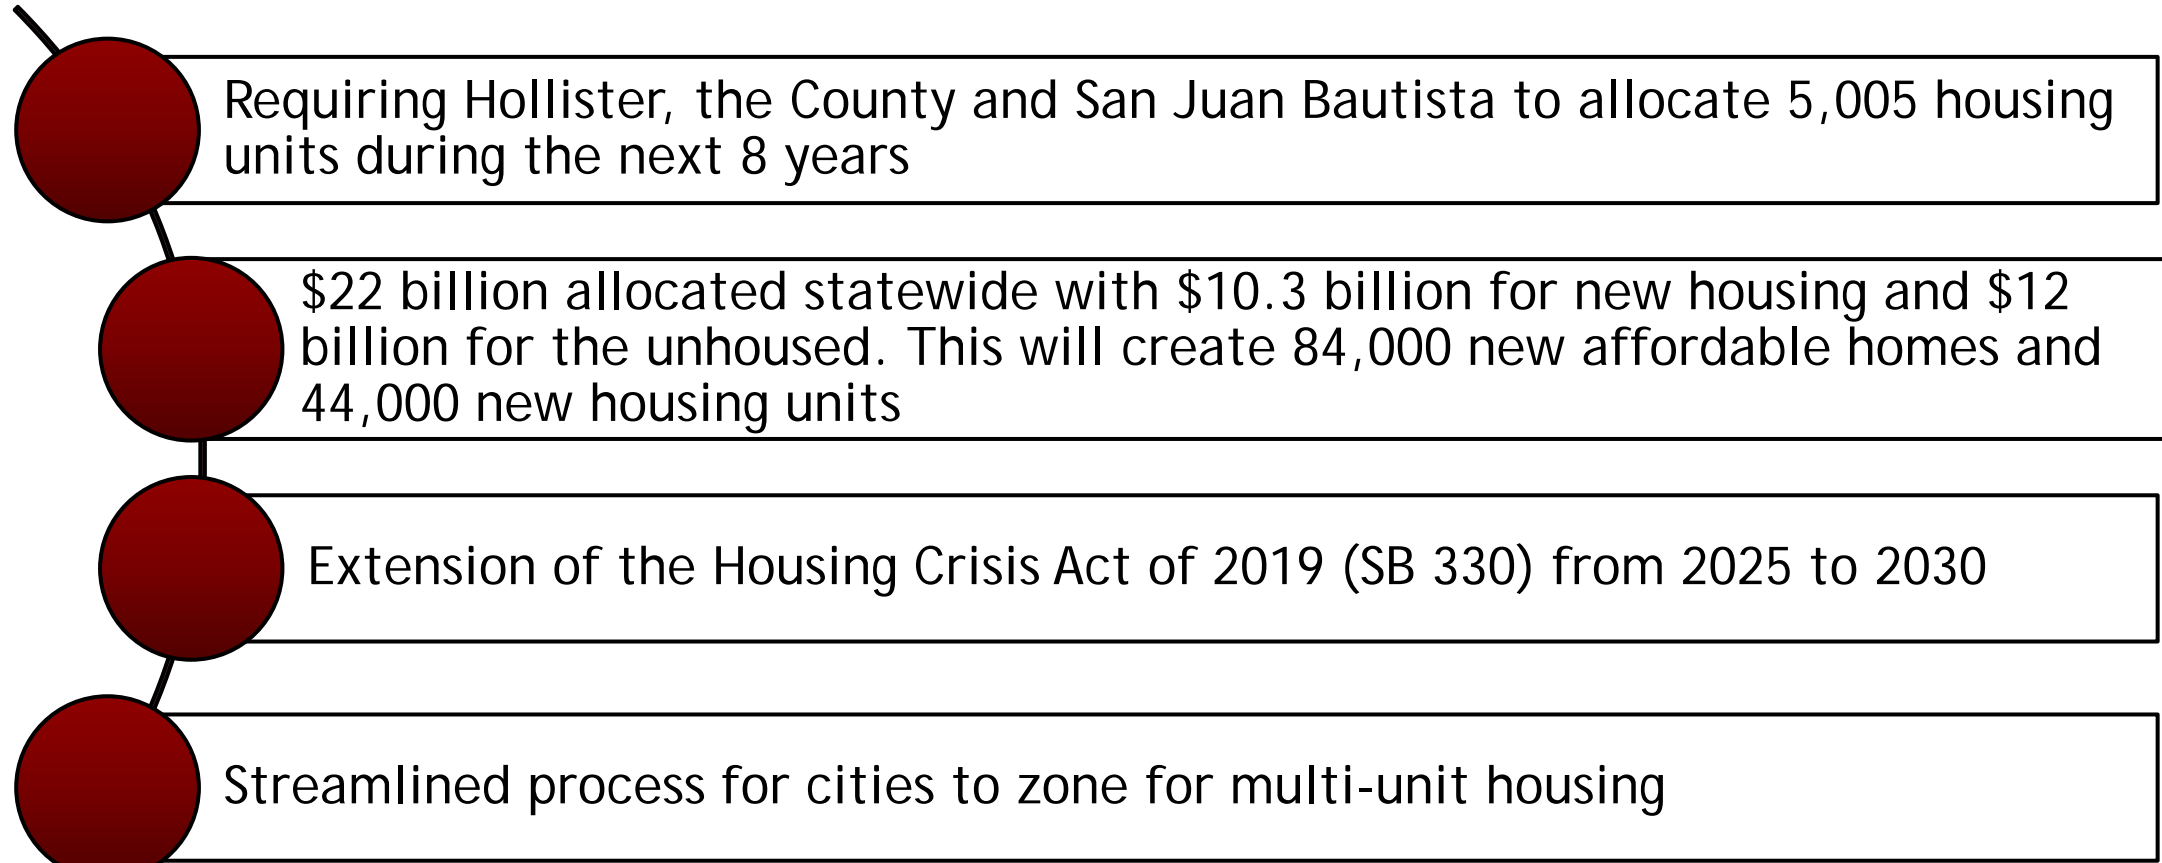 Requiring Hollister, the County and San Juan Bautista to allocate 5,005 housing
units during the next 8 years
$22 billion allocated statewide with $10.3 billion for new housing and $12
billion for the unhoused. This will create 84,000 new affordable homes and
44,000 new housing units
Extension of the Housing Crisis Act of 2019 (SB 330) from 2025 to 2030
Streamlined process for cities to zone for multi-unit housing